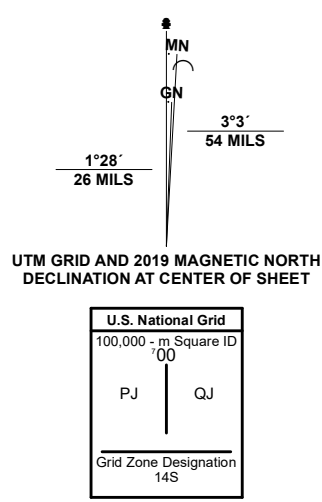 MN
GN
3°3´
54 MILS
1°28´
26 MILS
UTM GRID AND 2019 MAGNETIC NORTH
DECLINATION AT CENTER OF SHEET
U.S. National Grid
100,000 - m Square ID
⁷00
PJ QJ
Grid Zone Designation
14S